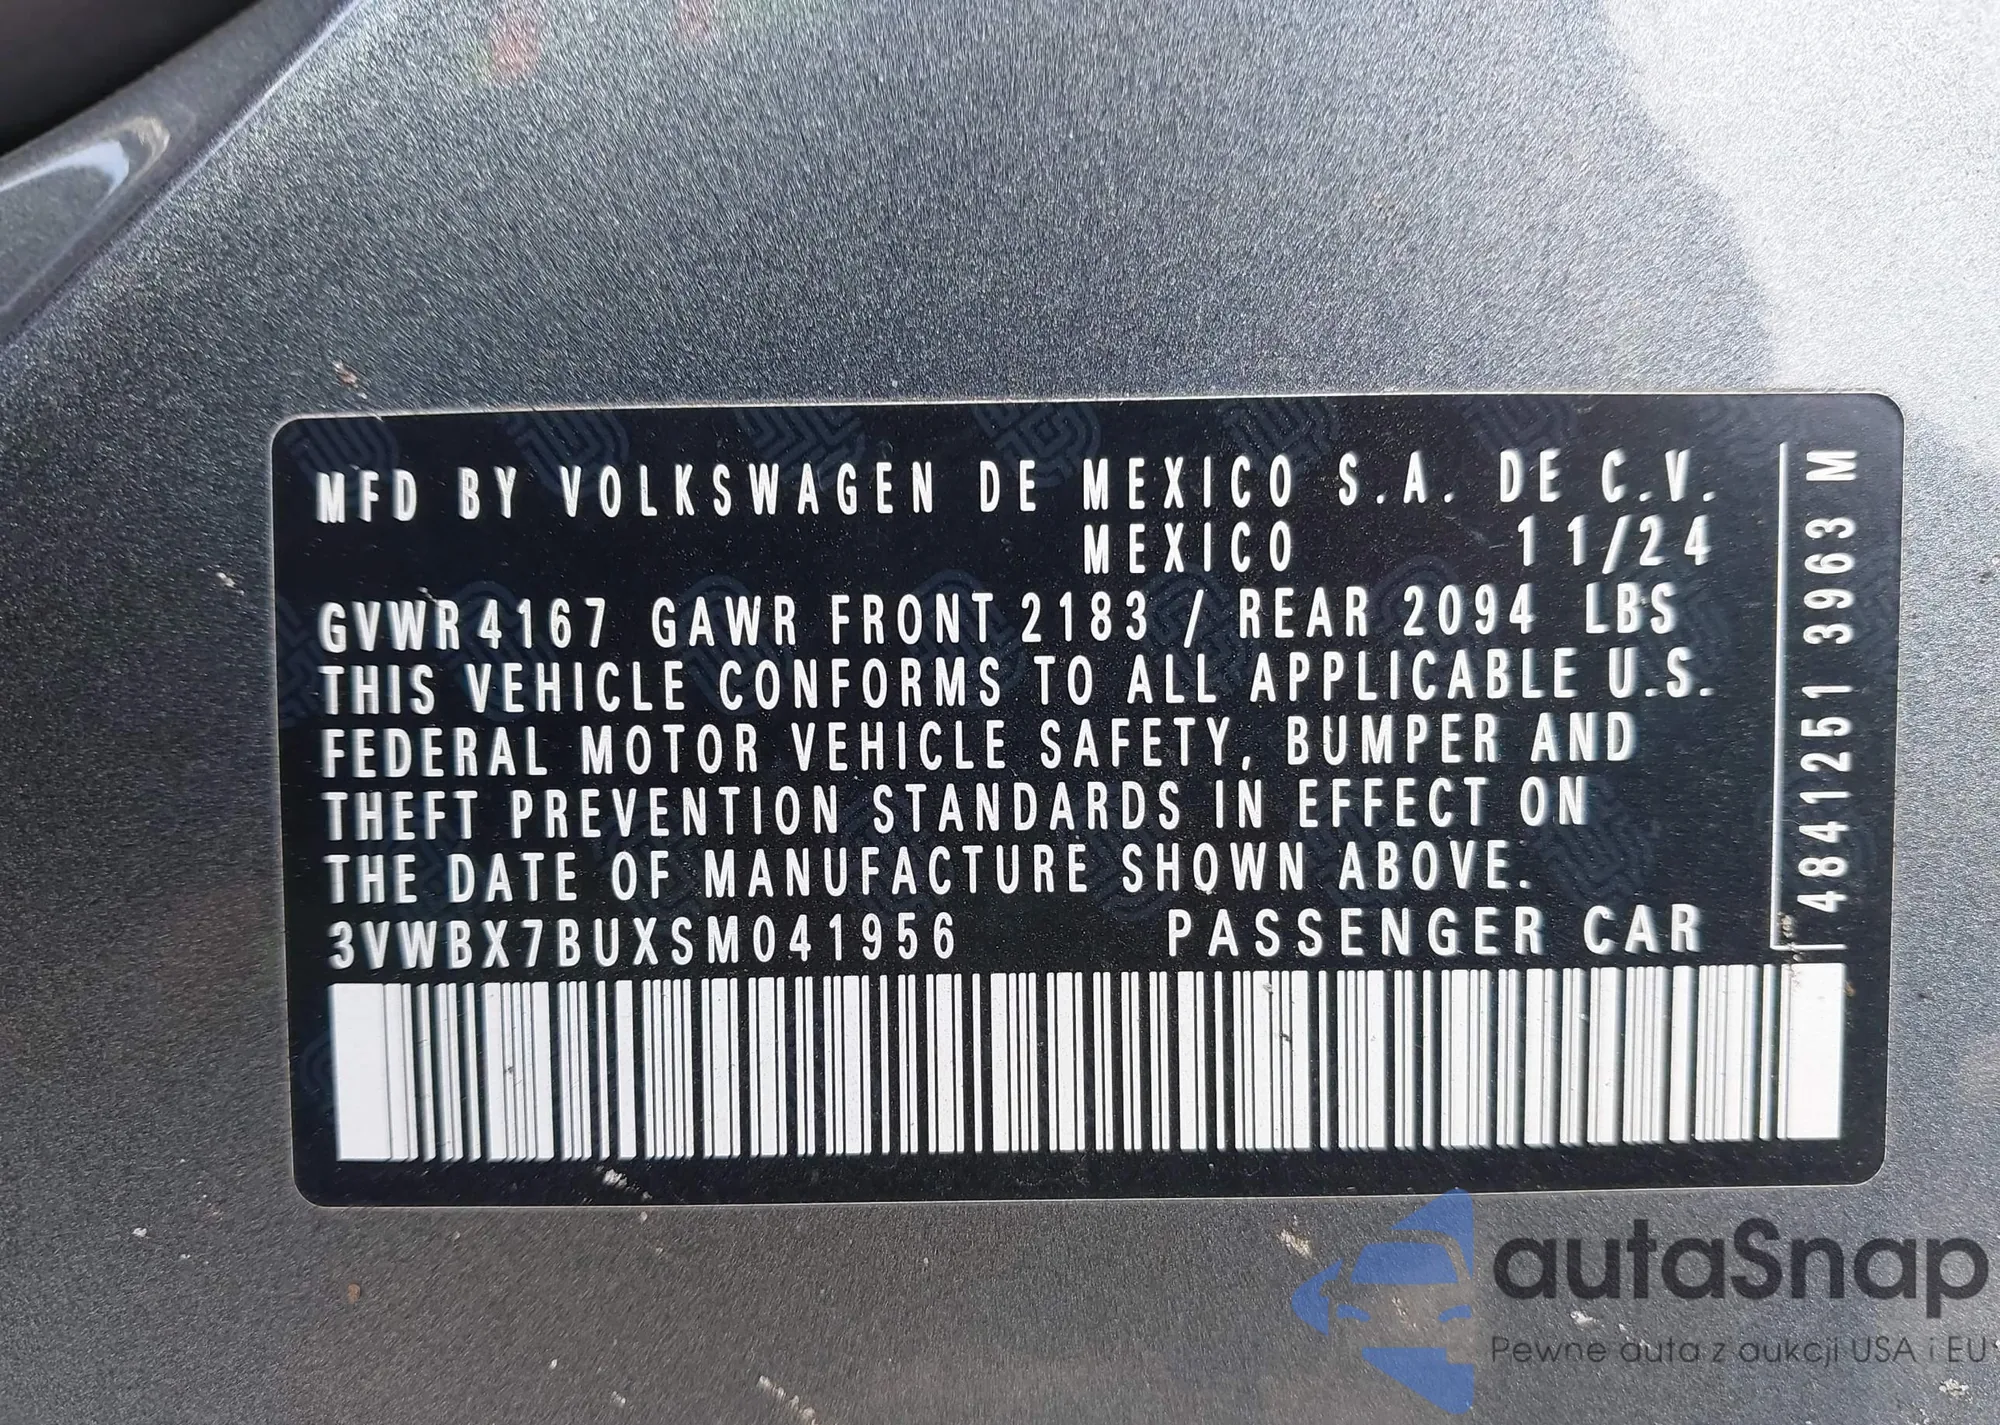 MFD BY VOLKSWAGEN DE MEXICO S.A. DE C.V.
MEXICO 11/24
GVWR 4167 GAWR FRONT 2183 / REAR 2094 LBS
THIS VEHICLE CONFORMS TO ALL APPLICABLE U.S.
FEDERAL MOTOR VEHICLE SAFETY, BUMPER AND
THEFT PREVENTION STANDARDS IN EFFECT ON
THE DATE OF MANUFACTURE SHOWN ABOVE.
3VWBX7BUXSM041956 PASSENGER CAR
4841251 3963 M
autaSnap
Pewne auta z aukcji USA i EU